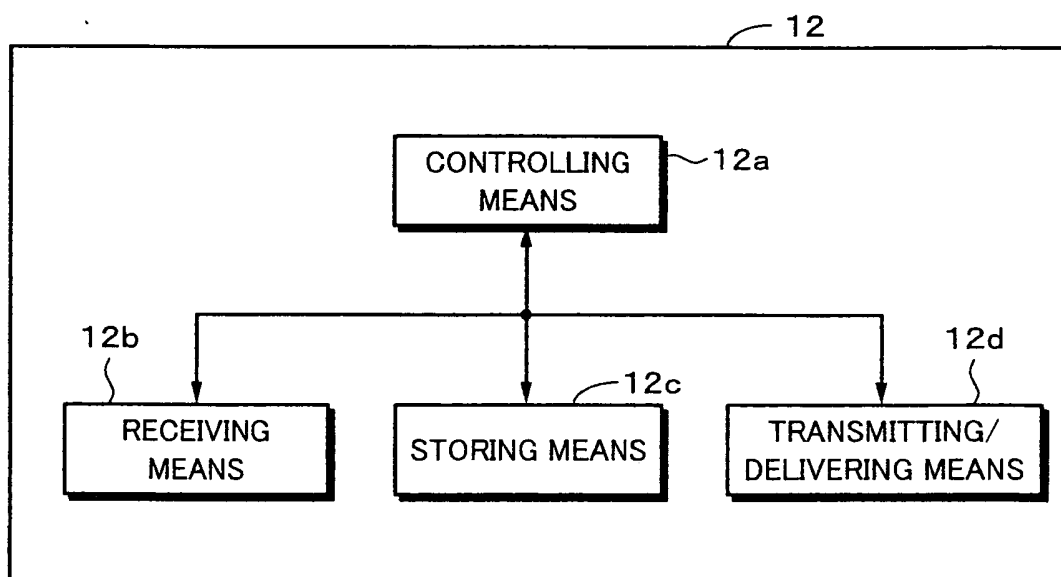 12
CONTROLLING
MEANS
12a
12b
12c
12d
RECEIVING
MEANS
STORING MEANS
TRANSMITTING/
DELIVERING MEANS